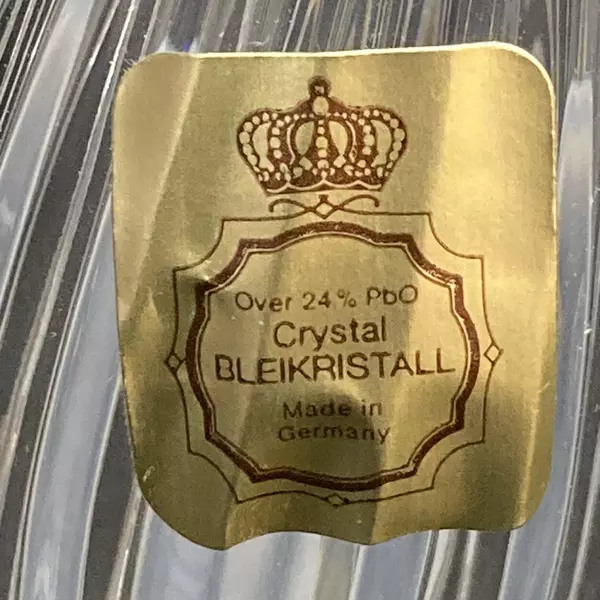 Over 24% PbO
Crystal
BLEIKRISTALL
Made in
Germany